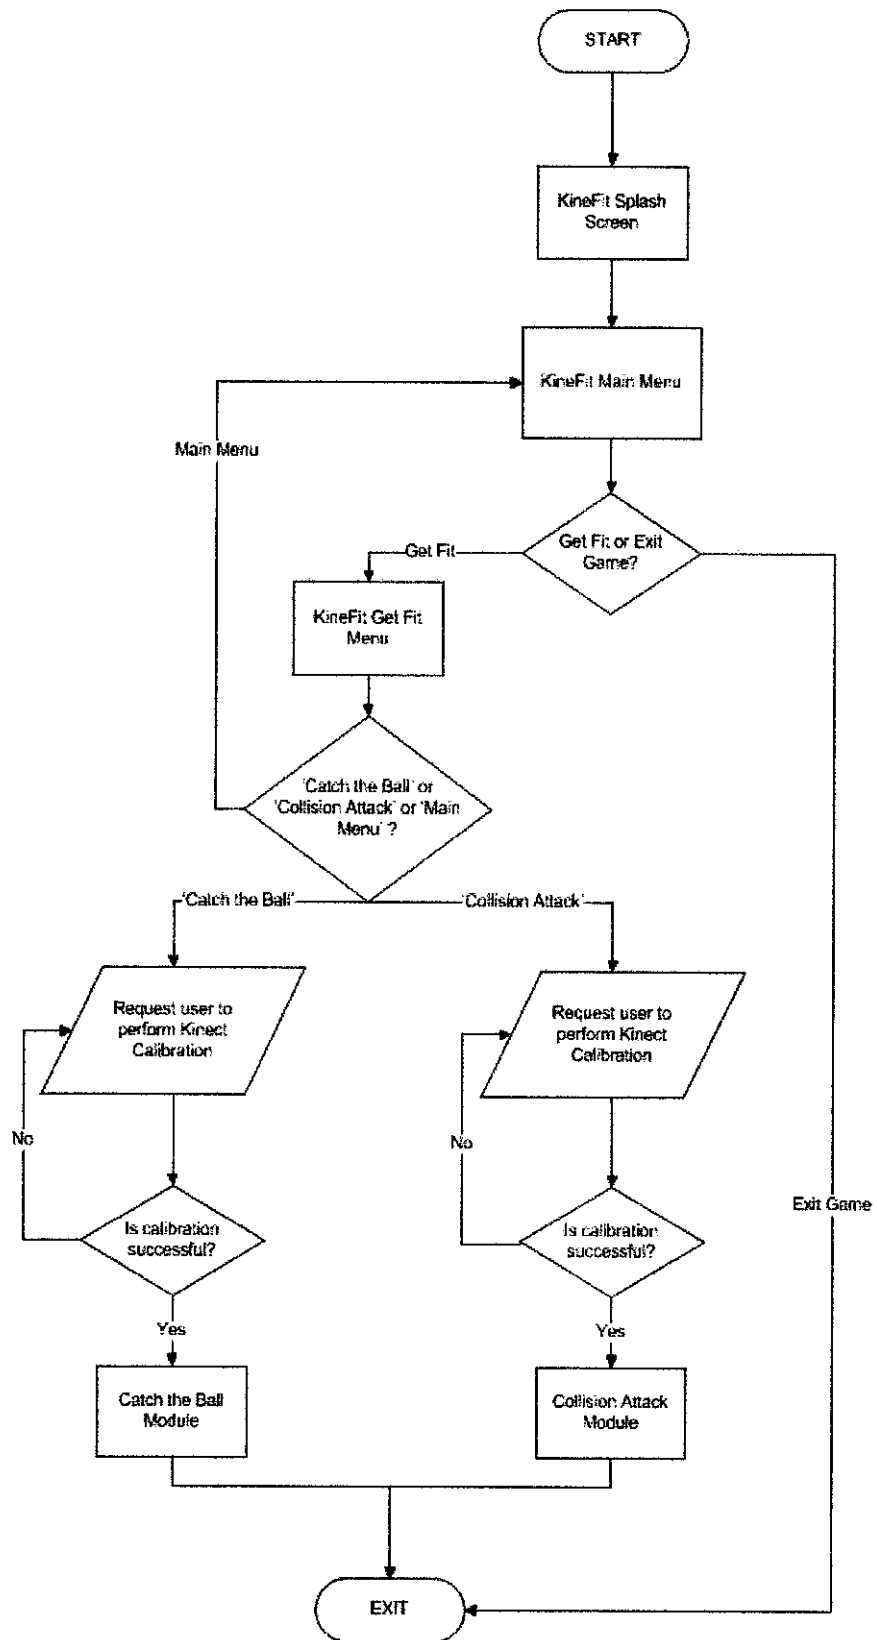 START
KineFit Splash
Screen
KineFit Main Menu
Main Menu
Get Fit or Exit
Game?
Get Fit
KineFit Get Fit
Menu
'Catch the Ball' or
'Collision Attack' or 'Main
Menu' ?
'Catch the Ball'
'Collision Attack'
Request user to
perform Kinect
Calibration
Request user to
perform Kinect
Calibration
No
No
Is calibration
successful?
Is calibration
successful?
Exit Game
Yes
Yes
Catch the Ball
Module
Collision Attack
Module
EXIT